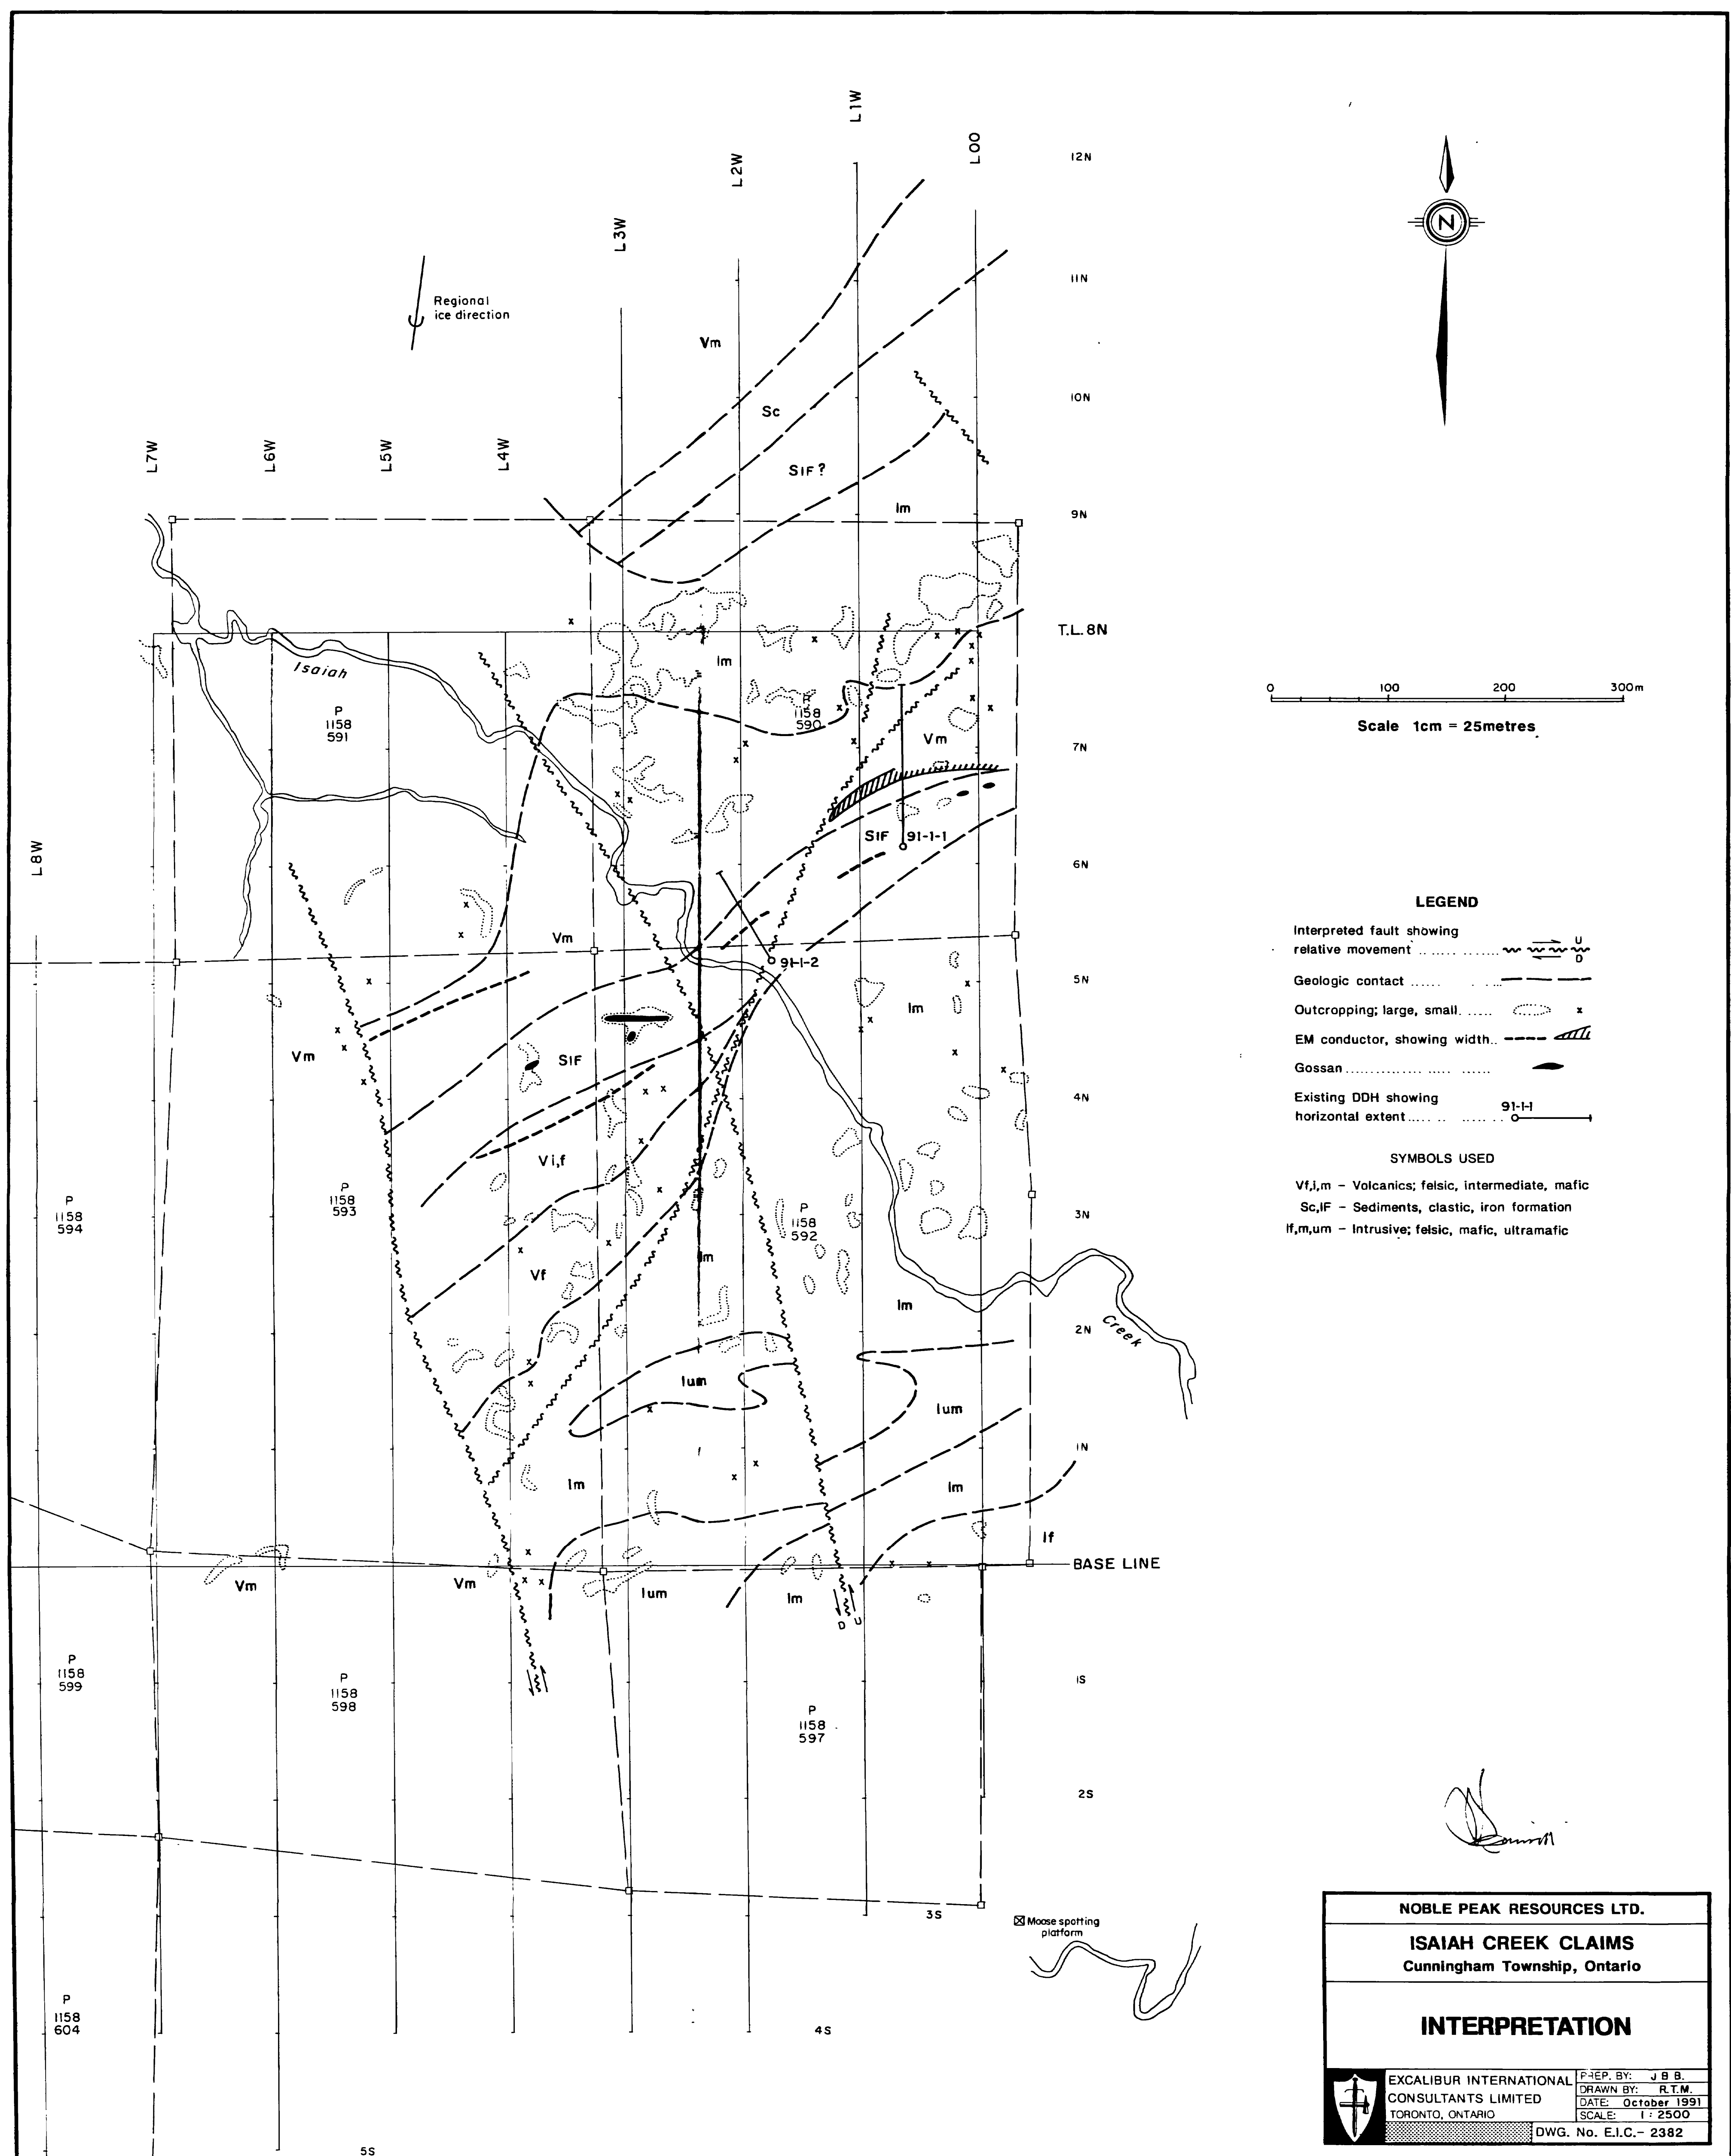 L1W
L00
L2W
L3W
12N
11N
Regional
ice direction
Vm
10N
Sc
L7W
L6W
L5W
L4W
SIF?
Im
9N
N
T.L. 8N
Isaiah
Im
P
1158
591
P
1158
590
Vm
7N
0 100 200 300m
Scale 1cm = 25metres
SIF
91-1-1
6N
L8W
Vm
91-1-2
5N
Im
Vm
SIF
4N
Vi,f
P
1158
594
P
1158
593
P
1158
592
3N
Im
Vf
Im
2N
Creek
Ium
Ium
1N
Im
Im
If
BASE LINE
Vm
Vm
Ium
Im
D U
P
1158
599
P
1158
598
1S
P
1158
597
2S
3S
Moose spotting
platform
P
1158
604
4S
5S
LEGEND
Interpreted fault showing
relative movement
U
D
Geologic contact
Outcropping; large, small
x
EM conductor, showing width
Gossan
Existing DDH showing
horizontal extent
91-1-1
SYMBOLS USED
Vf,i,m – Volcanics; felsic, intermediate, mafic
Sc,IF – Sediments, clastic, iron formation
If,m,um – Intrusive; felsic, mafic, ultramafic
NOBLE PEAK RESOURCES LTD.
ISAIAH CREEK CLAIMS
Cunningham Township, Ontario
INTERPRETATION
EXCALIBUR INTERNATIONAL
CONSULTANTS LIMITED
TORONTO, ONTARIO
PREP. BY: J B B.
DRAWN BY: R.T.M.
DATE: October 1991
SCALE: 1 : 2500
DWG. No. E.I.C.- 2382